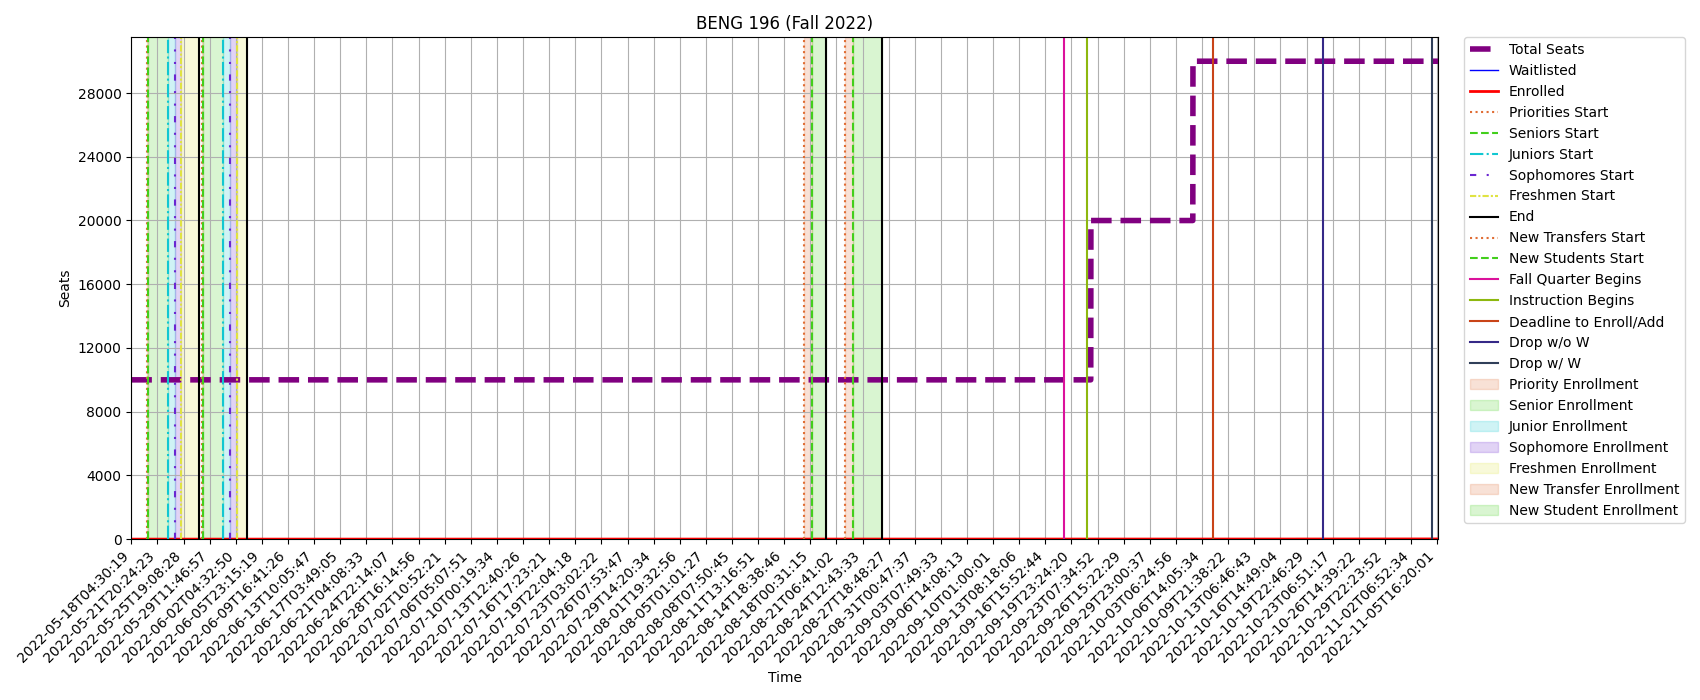 BENG 196 (Fall 2022)
Seats
28000
24000
20000
16000
12000
8000
4000
0
2022-05-18T04:30:19
2022-05-21T20:24:23
2022-05-25T19:08:28
2022-05-29T11:46:57
2022-06-02T04:32:50
2022-06-05T23:15:19
2022-06-09T16:41:26
2022-06-13T10:05:47
2022-06-17T03:49:05
2022-06-21T04:08:33
2022-06-24T22:14:07
2022-06-28T16:14:56
2022-07-02T10:52:21
2022-07-06T05:07:51
2022-07-10T00:19:34
2022-07-13T12:40:26
2022-07-16T17:23:21
2022-07-19T22:04:18
2022-07-23T03:02:22
2022-07-26T07:53:47
2022-07-29T14:20:34
2022-08-01T19:32:56
2022-08-05T01:01:27
2022-08-08T07:50:45
2022-08-11T13:16:51
2022-08-14T18:38:46
2022-08-18T00:31:15
2022-08-21T06:41:02
2022-08-24T12:43:33
2022-08-27T18:48:27
2022-08-31T00:47:37
2022-09-03T07:49:33
2022-09-06T14:08:13
2022-09-10T01:00:01
2022-09-13T08:18:06
2022-09-16T15:52:44
2022-09-19T23:24:20
2022-09-23T07:34:52
2022-09-26T15:22:29
2022-09-29T23:00:37
2022-10-03T06:24:56
2022-10-06T14:05:34
2022-10-09T21:38:22
2022-10-13T06:46:43
2022-10-16T14:49:04
2022-10-19T22:46:29
2022-10-23T06:51:17
2022-10-26T14:39:22
2022-10-29T22:23:52
2022-11-02T06:52:34
2022-11-05T16:20:01
Time
Total Seats
Waitlisted
Enrolled
Priorities Start
Seniors Start
Juniors Start
Sophomores Start
Freshmen Start
End
New Transfers Start
New Students Start
Fall Quarter Begins
Instruction Begins
Deadline to Enroll/Add
Drop w/o W
Drop w/ W
Priority Enrollment
Senior Enrollment
Junior Enrollment
Sophomore Enrollment
Freshmen Enrollment
New Transfer Enrollment
New Student Enrollment